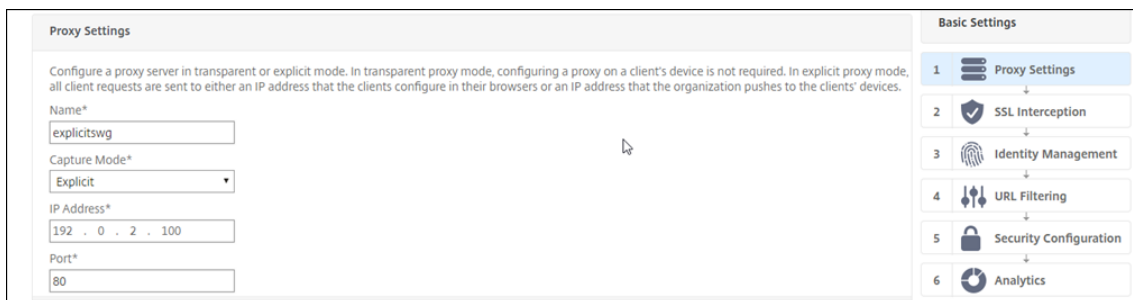 Proxy Settings
Configure a proxy server in transparent or explicit mode. In transparent proxy mode, configuring a proxy on a client's device is not required. In explicit proxy mode,
all client requests are sent to either an IP address that the clients configure in their browsers or an IP address that the organization pushes to the clients' devices.
Name*
explicitswg
Capture Mode*
Explicit
IP Address*
192 . 0 . 2 . 100
Port*
80
Basic Settings
1 Proxy Settings
2 SSL Interception
3 Identity Management
4 URL Filtering
5 Security Configuration
6 Analytics